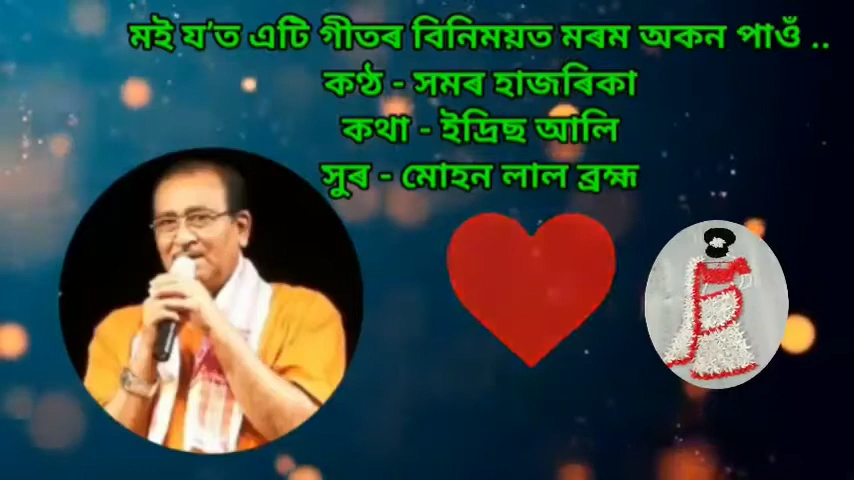 মই য'ত এটি গীতৰ বিনিময়ত মৰম অকন পাওঁ ..
কণ্ঠ - সমৰ হাজৰিকা
কথা - ইদ্ৰিছ আলি
সুৰ - মোহন লাল ব্ৰহ্ম